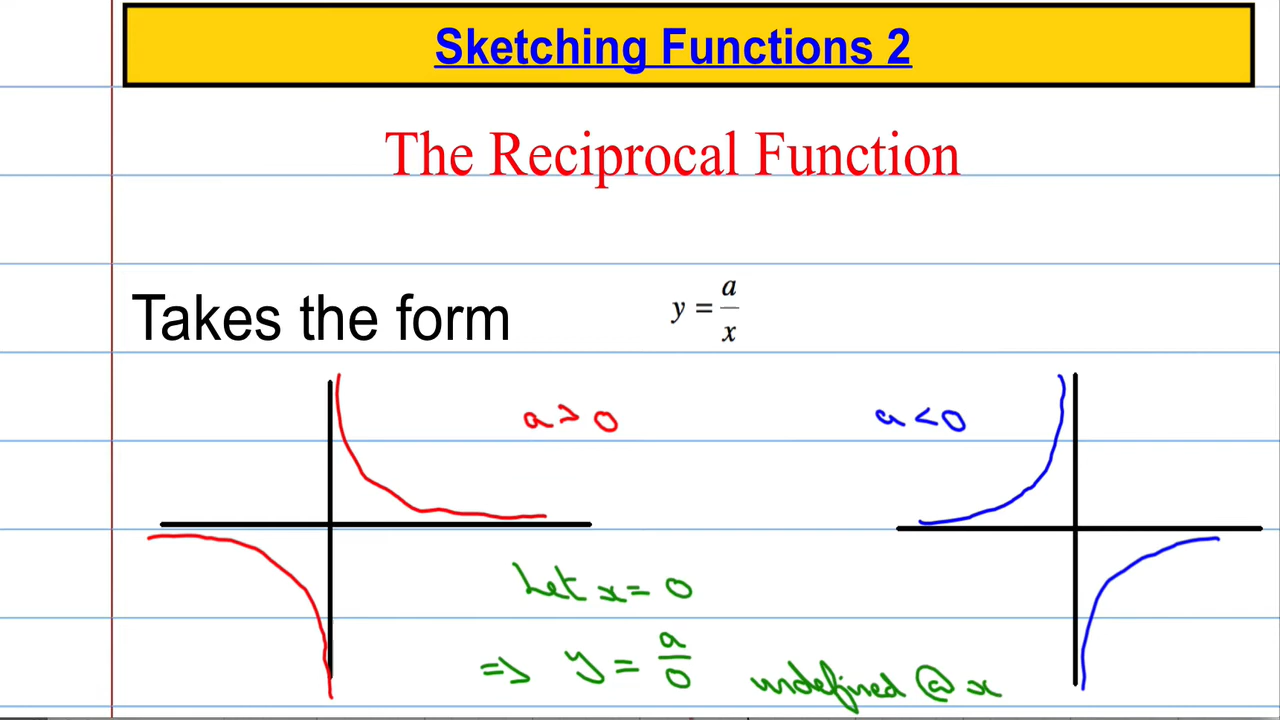 Sketching Functions 2
The Reciprocal Function
Takes the form y = a/x
a > 0
a < 0
Let x = 0
⇒ y = a/0 undefined @ x